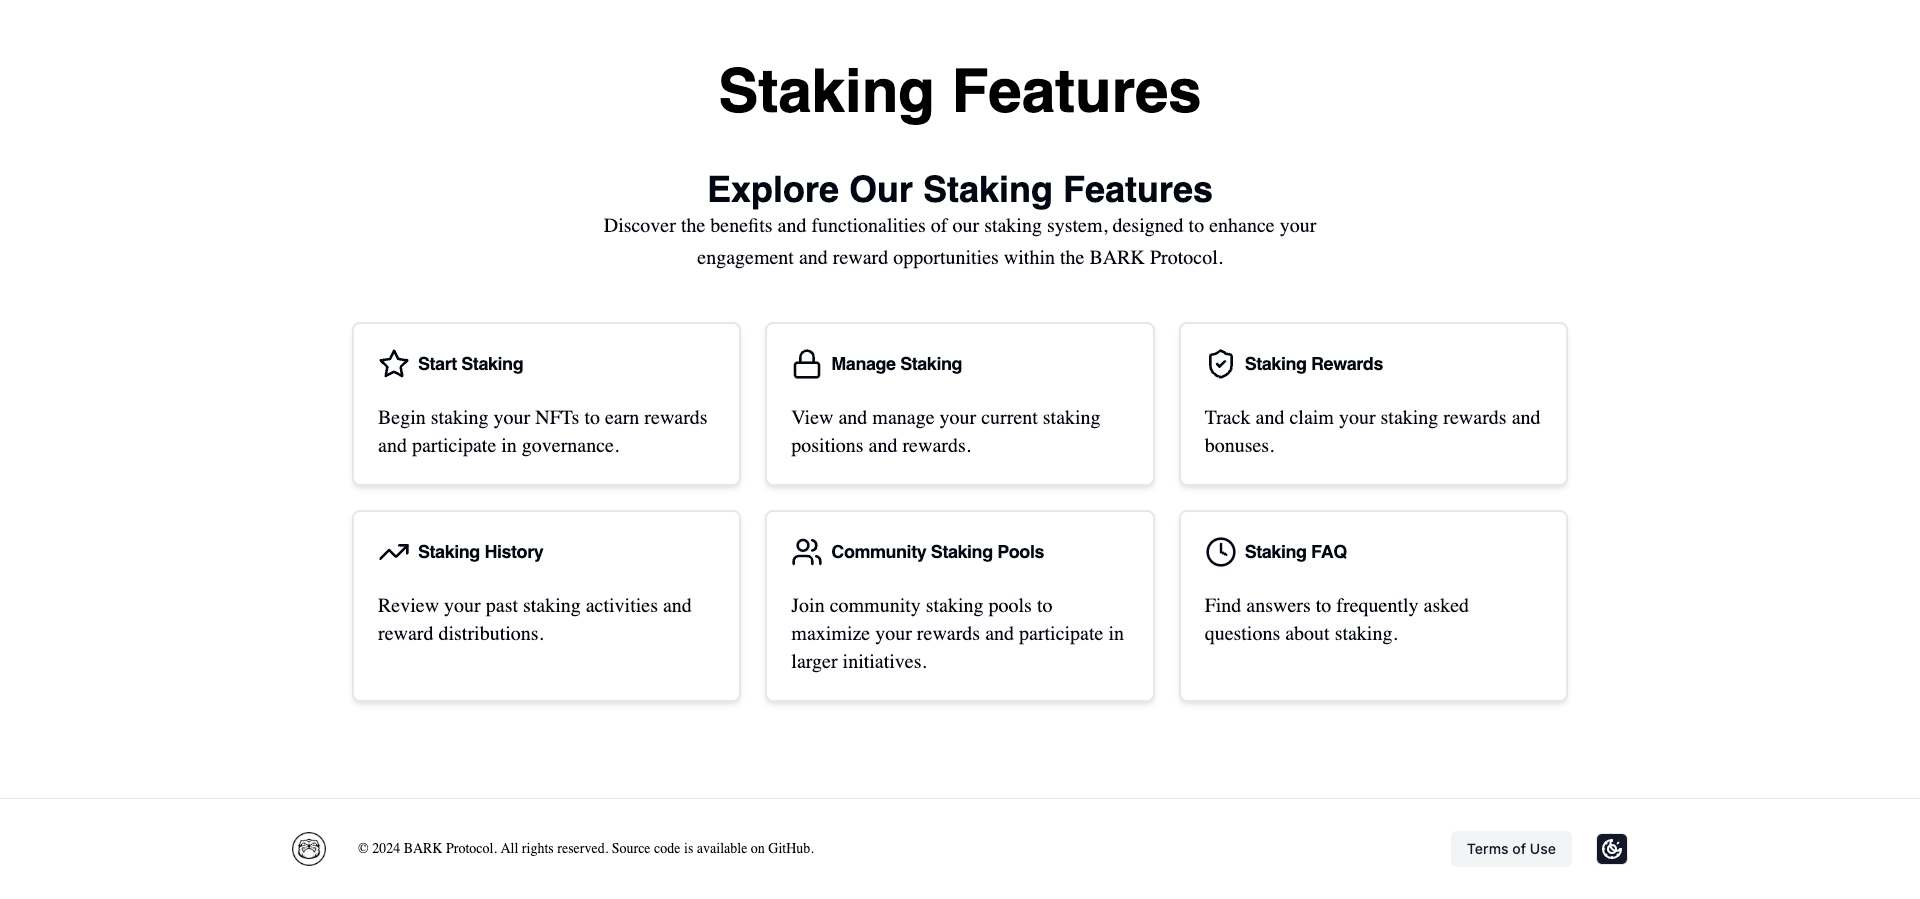 Staking Features
Explore Our Staking Features
Discover the benefits and functionalities of our staking system, designed to enhance your
engagement and reward opportunities within the BARK Protocol.
Start Staking
Begin staking your NFTs to earn rewards
and participate in governance.
Manage Staking
View and manage your current staking
positions and rewards.
Staking Rewards
Track and claim your staking rewards and
bonuses.
Staking History
Review your past staking activities and
reward distributions.
Community Staking Pools
Join community staking pools to
maximize your rewards and participate in
larger initiatives.
Staking FAQ
Find answers to frequently asked
questions about staking.
© 2024 BARK Protocol. All rights reserved. Source code is available on GitHub.
Terms of Use